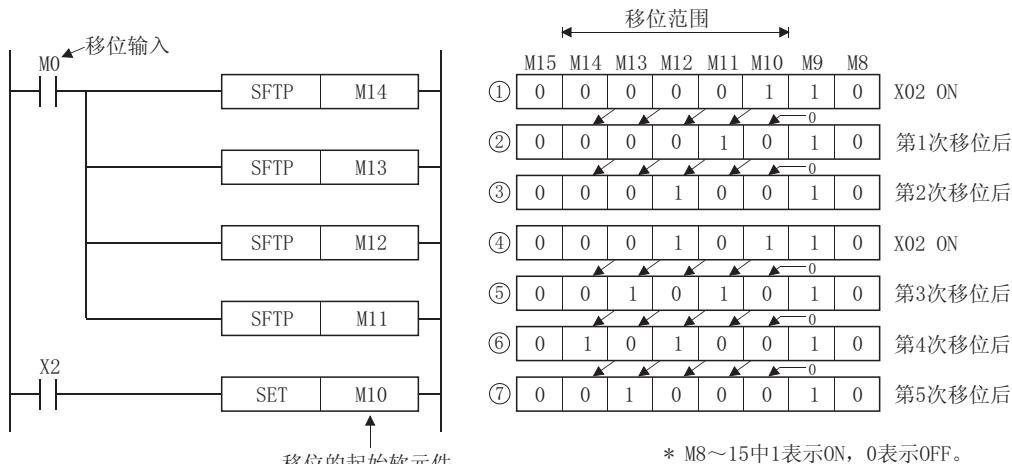 移位输入
M0
SFTP M14
SFTP M13
SFTP M12
SFTP M11
X2
SET M10
移位的起始软元件
移位范围
M15 M14 M13 M12 M11 M10 M9 M8
① 0 0 0 0 0 1 1 0 X02 ON
0
② 0 0 0 0 1 0 1 0 第1次移位后
0
③ 0 0 0 1 0 0 1 0 第2次移位后
④ 0 0 0 1 0 1 1 0 X02 ON
0
⑤ 0 0 1 0 1 0 1 0 第3次移位后
0
⑥ 0 1 0 1 0 0 1 0 第4次移位后
0
⑦ 0 0 1 0 0 0 1 0 第5次移位后
* M8～15中1表示ON，0表示OFF。